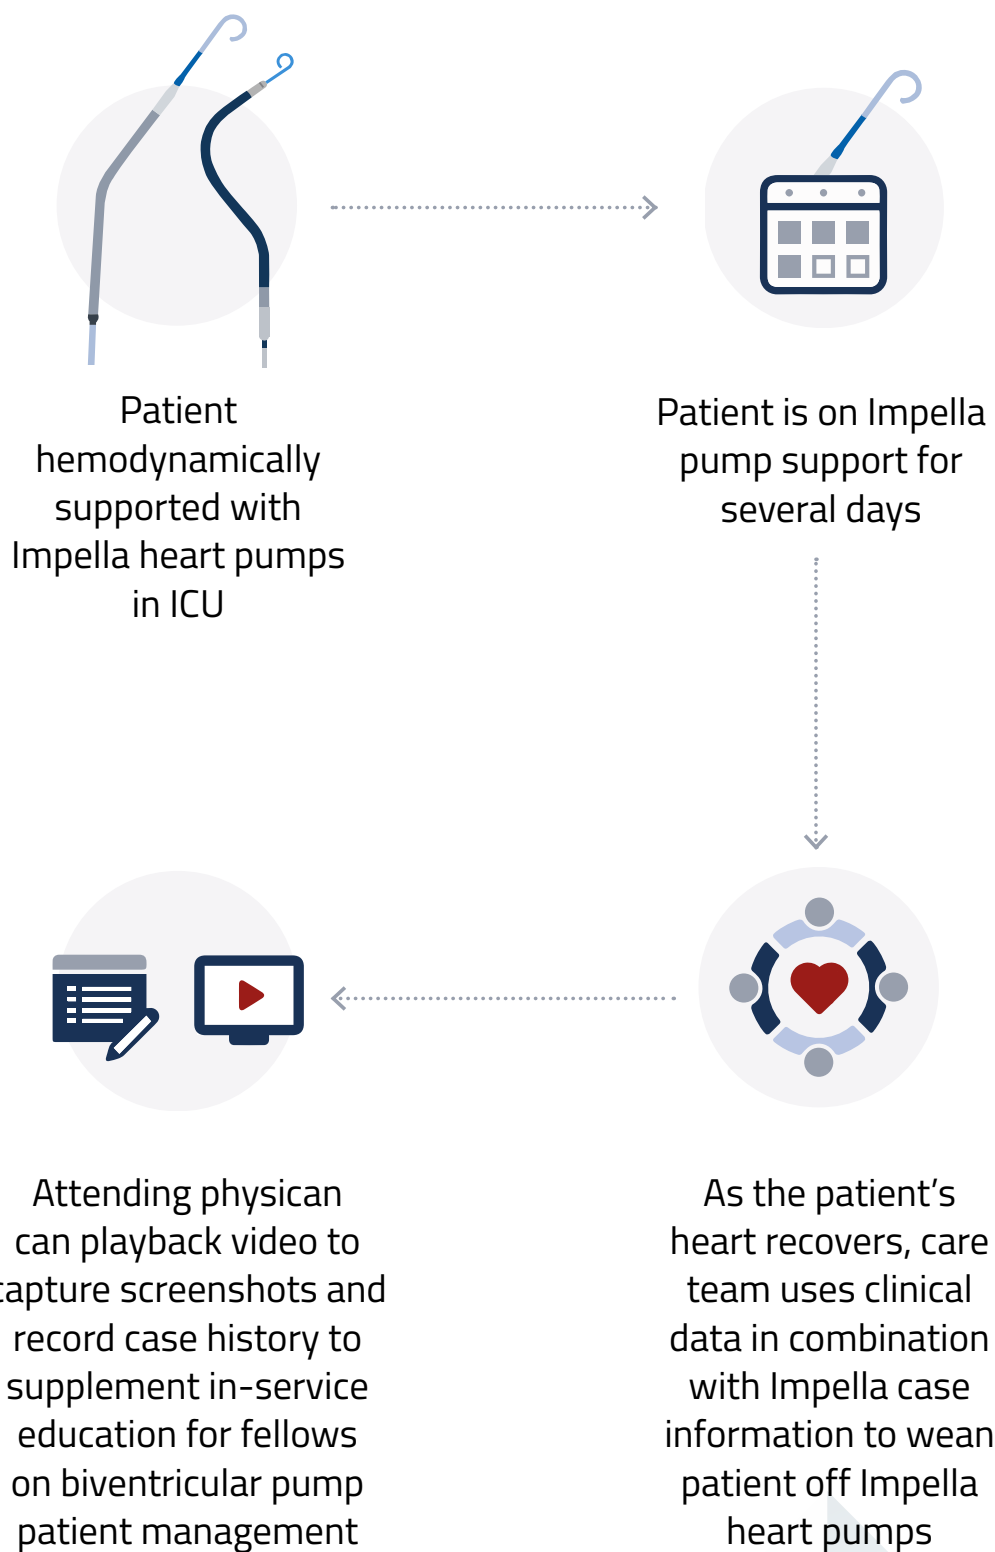 Patient
hemodynamically
supported with
Impella heart pumps
in ICU
Patient is on Impella
pump support for
several days
As the patient’s
heart recovers, care
team uses clinical
data in combination
with Impella case
information to wean
patient off Impella
heart pumps
Attending physican
can playback video to
capture screenshots and
record case history to
supplement in-service
education for fellows
on biventricular pump
patient management